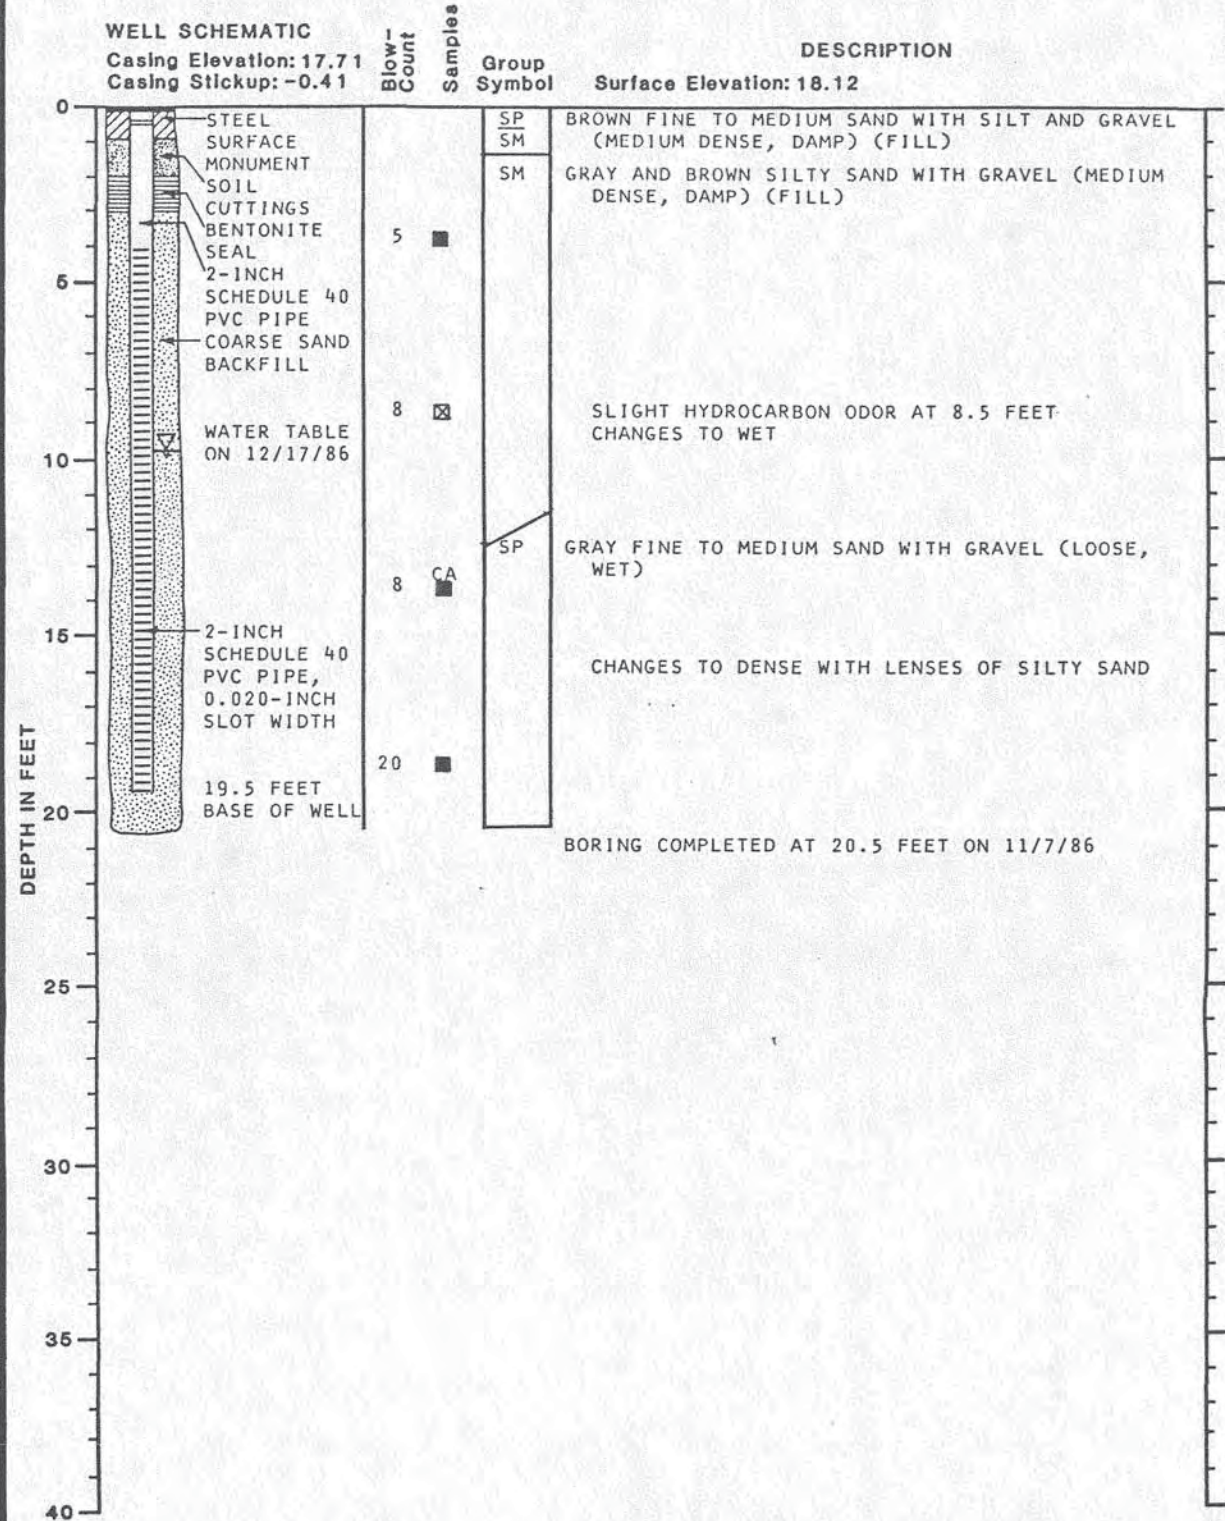 WELL SCHEMATIC
Casing Elevation: 17.71
Casing Stickup: -0.41
Blow-
Count
Samples
Group
Symbol
DESCRIPTION
Surface Elevation: 18.12
DEPTH IN FEET
0
5
10
15
20
25
30
35
40
STEEL
SURFACE
MONUMENT
SOIL
CUTTINGS
BENTONITE
SEAL
2-INCH
SCHEDULE 40
PVC PIPE
COARSE SAND
BACKFILL
WATER TABLE
ON 12/17/86
2-INCH
SCHEDULE 40
PVC PIPE,
0.020-INCH
SLOT WIDTH
19.5 FEET
BASE OF WELL
5
8
8
CA
20
SP
SM
BROWN FINE TO MEDIUM SAND WITH SILT AND GRAVEL
(MEDIUM DENSE, DAMP) (FILL)
SM
GRAY AND BROWN SILTY SAND WITH GRAVEL (MEDIUM
DENSE, DAMP) (FILL)
SLIGHT HYDROCARBON ODOR AT 8.5 FEET
CHANGES TO WET
SP
GRAY FINE TO MEDIUM SAND WITH GRAVEL (LOOSE,
WET)
CHANGES TO DENSE WITH LENSES OF SILTY SAND
BORING COMPLETED AT 20.5 FEET ON 11/7/86